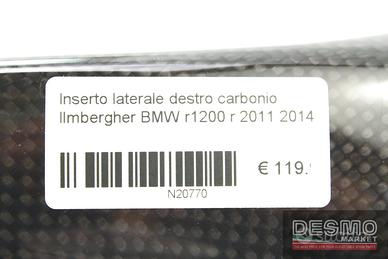 Inserto laterale destro carbonio
Ilmbergher BMW r1200 r 2011 2014
€ 119.
N20770
DESMO
MARKET